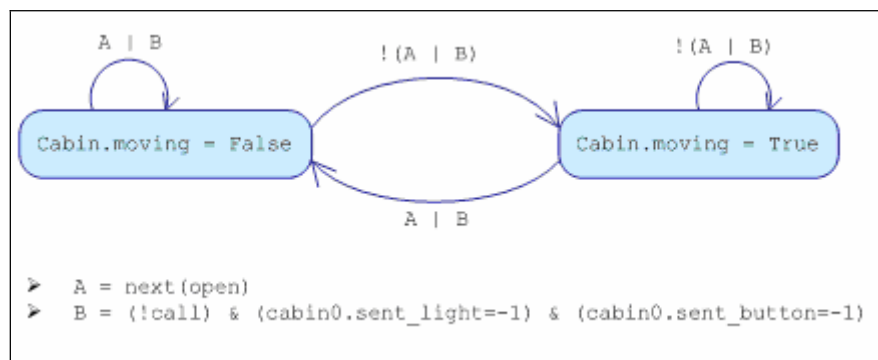 A | B
!(A | B)
!(A | B)
Cabin.moving = False
Cabin.moving = True
A | B
➤ A = next(open)
➤ B = (!call) & (cabin0.sent_light=-1) & (cabin0.sent_button=-1)